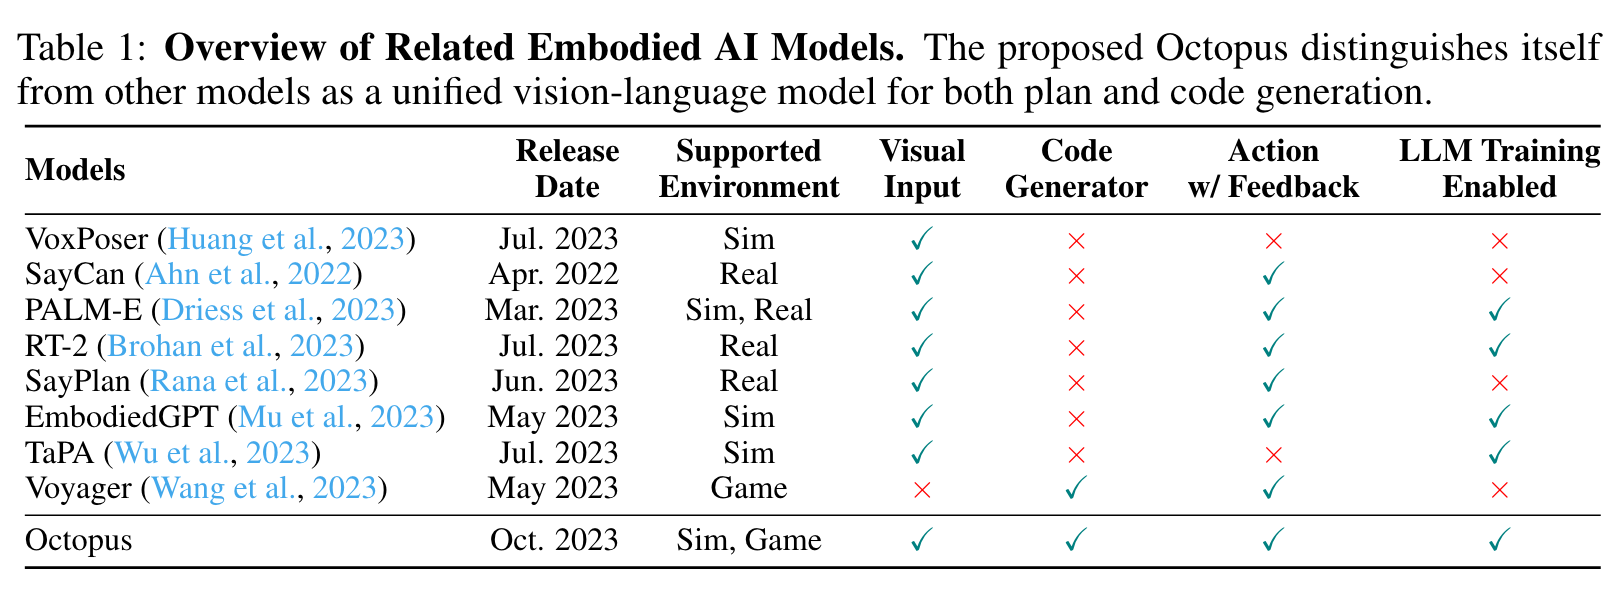 Table 1: Overview of Related Embodied AI Models. The proposed Octopus distinguishes itself
from other models as a unified vision-language model for both plan and code generation.
Models Release Date Supported Environment Visual Input Code Generator Action w/ Feedback LLM Training Enabled
VoxPoser (Huang et al., 2023) Jul. 2023 Sim ✓ × × ×
SayCan (Ahn et al., 2022) Apr. 2022 Real ✓ × ✓ ×
PALM-E (Driess et al., 2023) Mar. 2023 Sim, Real ✓ × ✓ ✓
RT-2 (Brohan et al., 2023) Jul. 2023 Real ✓ × ✓ ✓
SayPlan (Rana et al., 2023) Jun. 2023 Real ✓ × ✓ ×
EmbodiedGPT (Mu et al., 2023) May 2023 Sim ✓ × ✓ ✓
TaPA (Wu et al., 2023) Jul. 2023 Sim ✓ × × ✓
Voyager (Wang et al., 2023) May 2023 Game × ✓ ✓ ×
Octopus Oct. 2023 Sim, Game ✓ ✓ ✓ ✓